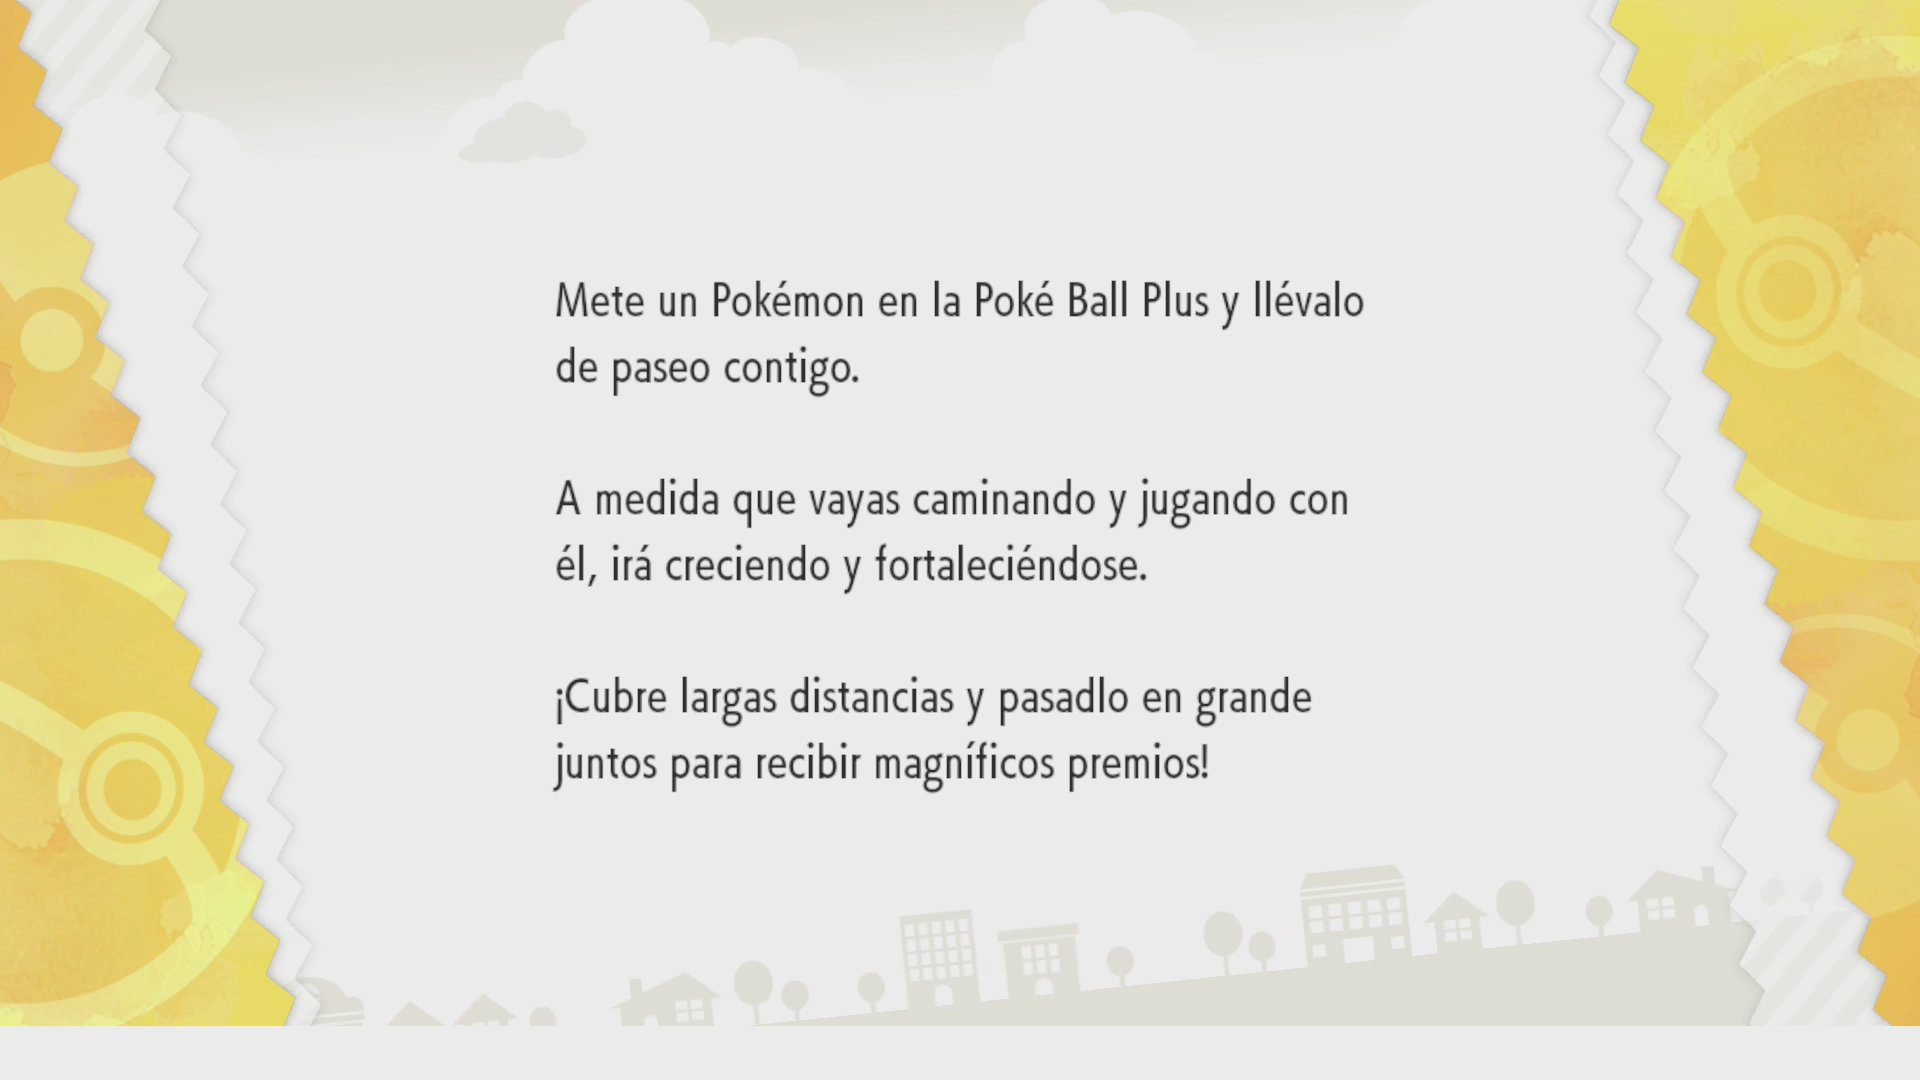 Mete un Pokémon en la Poké Ball Plus y llévalo
de paseo contigo.
A medida que vayas caminando y jugando con
él, irá creciendo y fortaleciéndose.
¡Cubre largas distancias y pasadlo en grande
juntos para recibir magníficos premios!